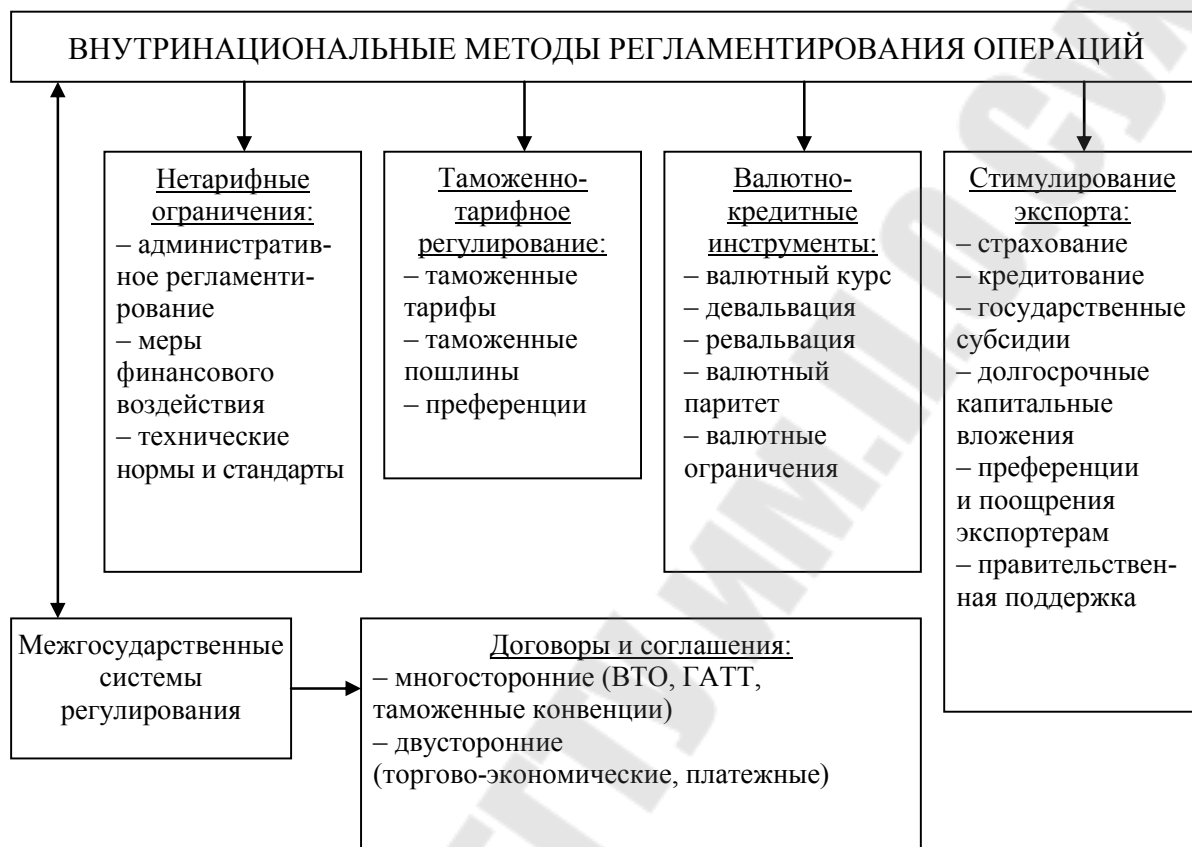 ВНУТРИНАЦИОНАЛЬНЫЕ МЕТОДЫ РЕГЛАМЕНТИРОВАНИЯ ОПЕРАЦИЙ
Нетарифные
ограничения:
– административ-
ное регламенти-
рование
– меры
финансового
воздействия
– технические
нормы и стандарты
Таможенно-
тарифное
регулирование:
– таможенные
тарифы
– таможенные
пошлины
– преференции
Валютно-
кредитные
инструменты:
– валютный курс
– девальвация
– ревальвация
– валютный
паритет
– валютные
ограничения
Стимулирование
экспорта:
– страхование
– кредитование
– государственные
субсидии
– долгосрочные
капитальные
вложения
– преференции
и поощрения
экспортерам
– правительствен-
ная поддержка
Межгосударственные
системы
регулирования
Договоры и соглашения:
– многосторонние (ВТО, ГАТТ,
таможенные конвенции)
– двусторонние
(торгово-экономические, платежные)